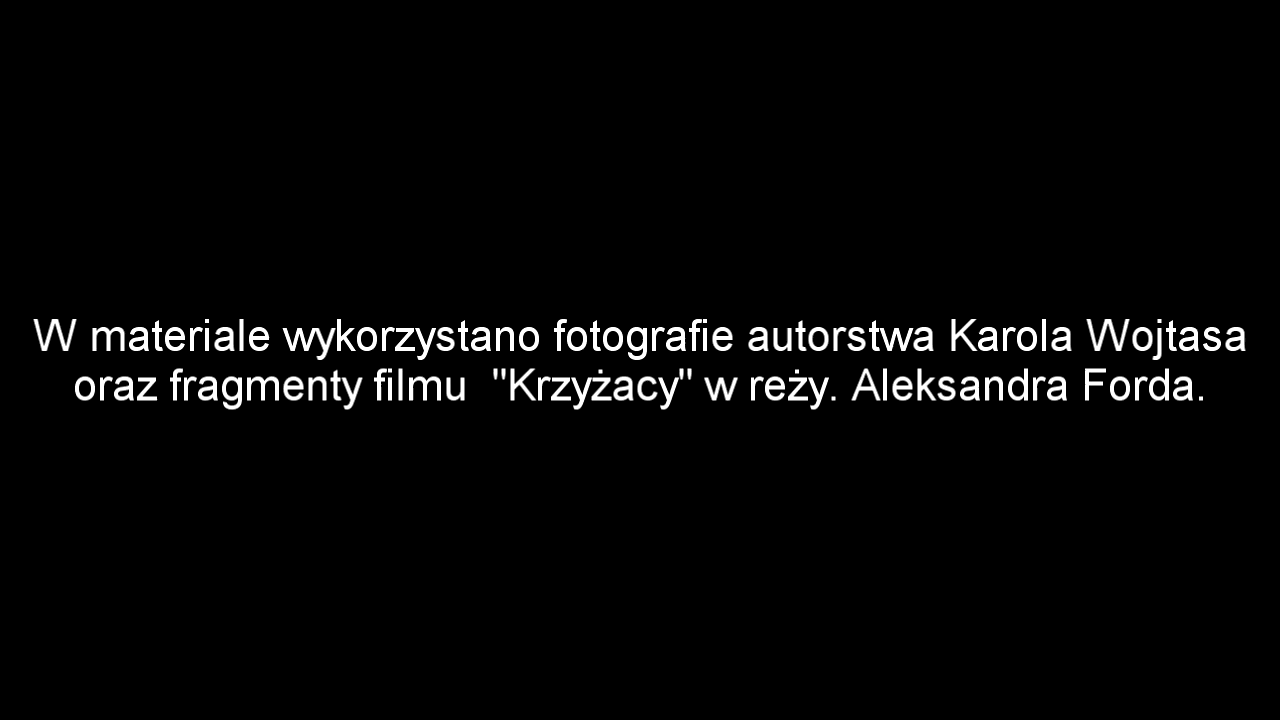 W materiale wykorzystano fotografie autorstwa Karola Wojtasa
oraz fragmenty filmu  "Krzyżacy" w reży. Aleksandra Forda.